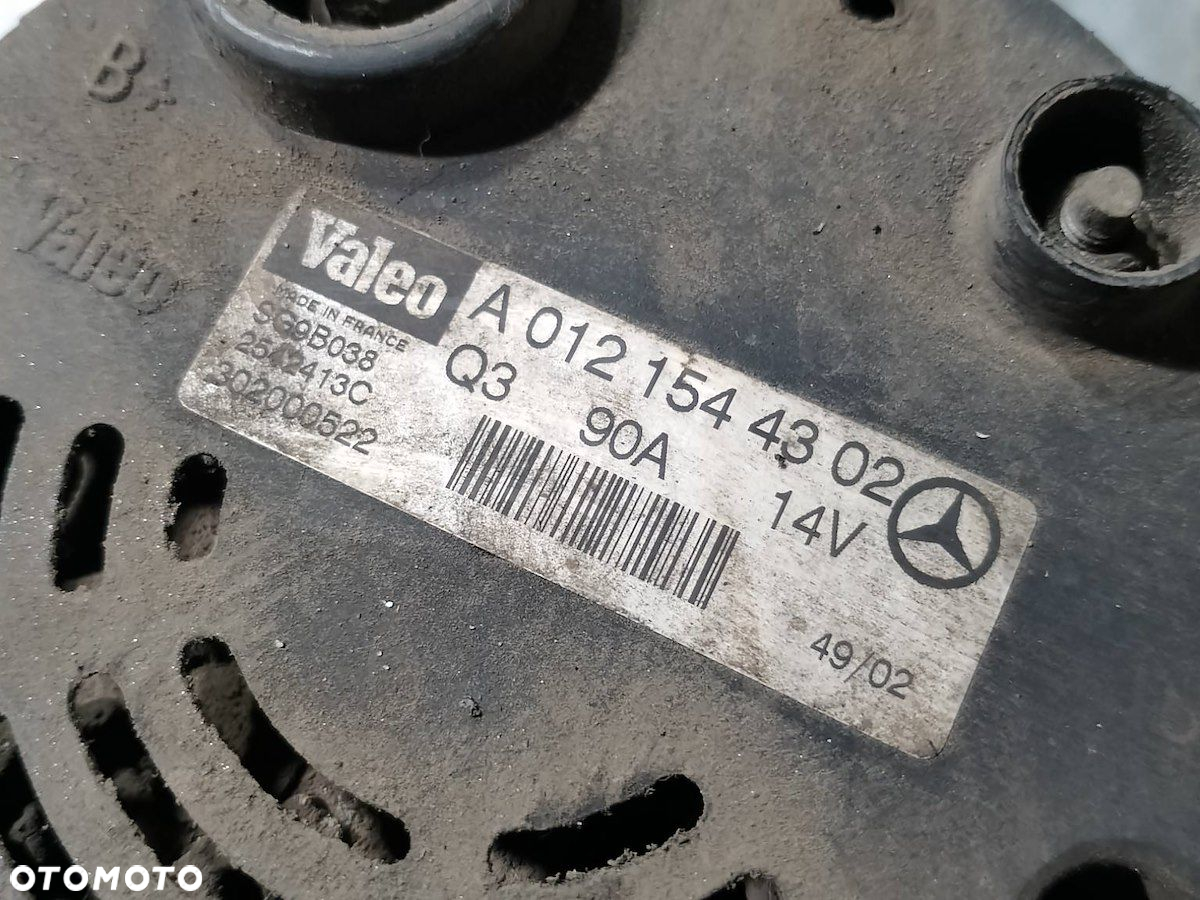 B+
Valeo
Valeo
MADE IN FRANCE
SG9B038
2542413C
302000522
A 012 154 43 02
Q3 90A 14V
49/02
OTOMOTO